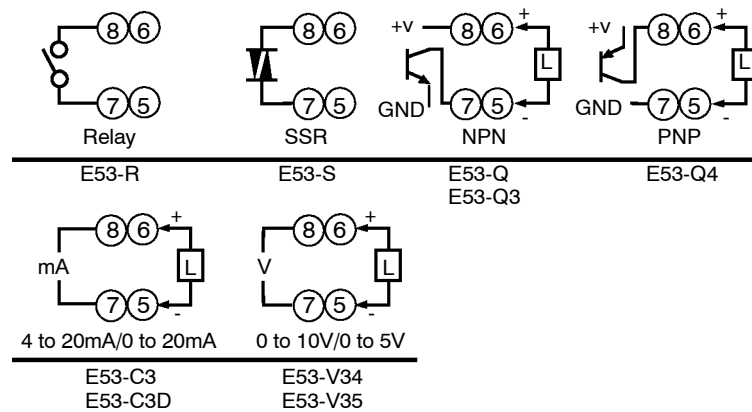 8 6
7 5
Relay
E53-R
8 6
7 5
SSR
E53-S
+v 8 6 +
L
GND 7 5 -
NPN
E53-Q
E53-Q3
+v 8 6 +
L
GND 7 5 -
PNP
E53-Q4
8 6 +
mA L
7 5 -
4 to 20mA/0 to 20mA
E53-C3
E53-C3D
8 6 +
V L
7 5 -
0 to 10V/0 to 5V
E53-V34
E53-V35